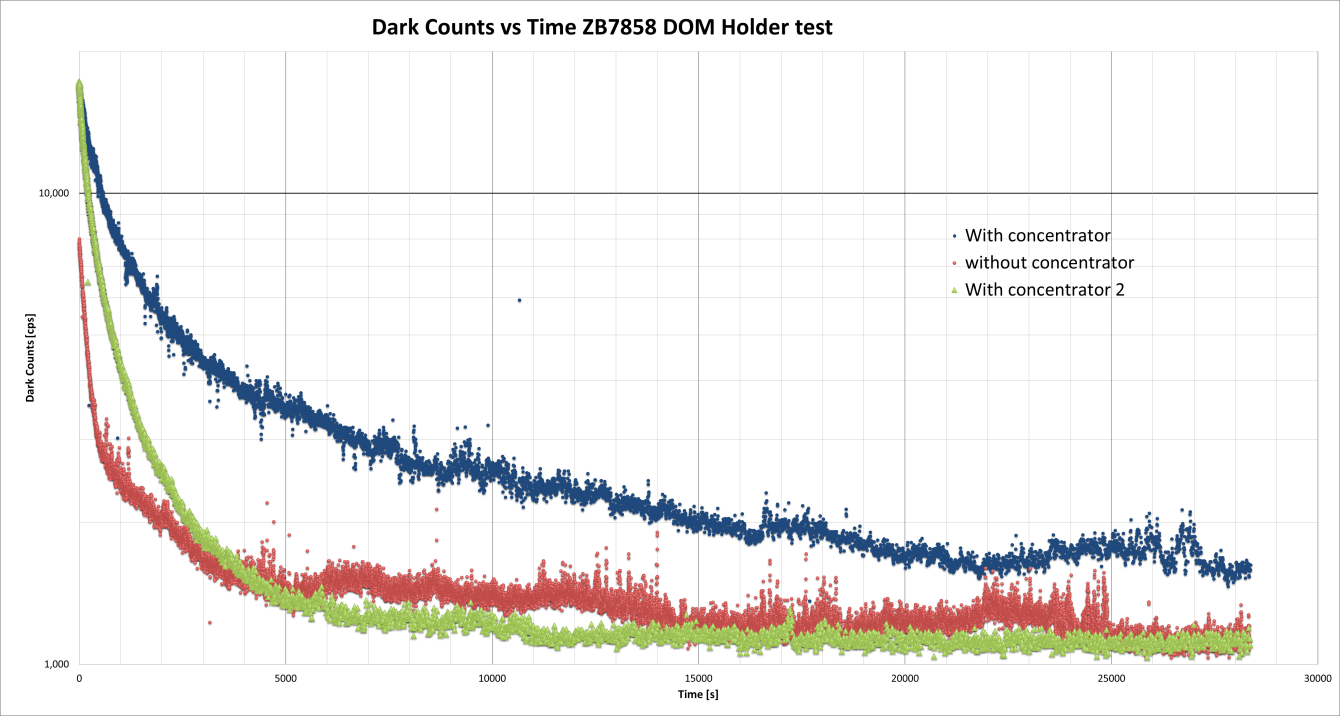 Dark Counts vs Time ZB7858 DOM Holder test
10,000
With concentrator
without concentrator
With concentrator 2
Dark Counts [cps]
1,000
0 5000 10000 15000 20000 25000 30000
Time [s]